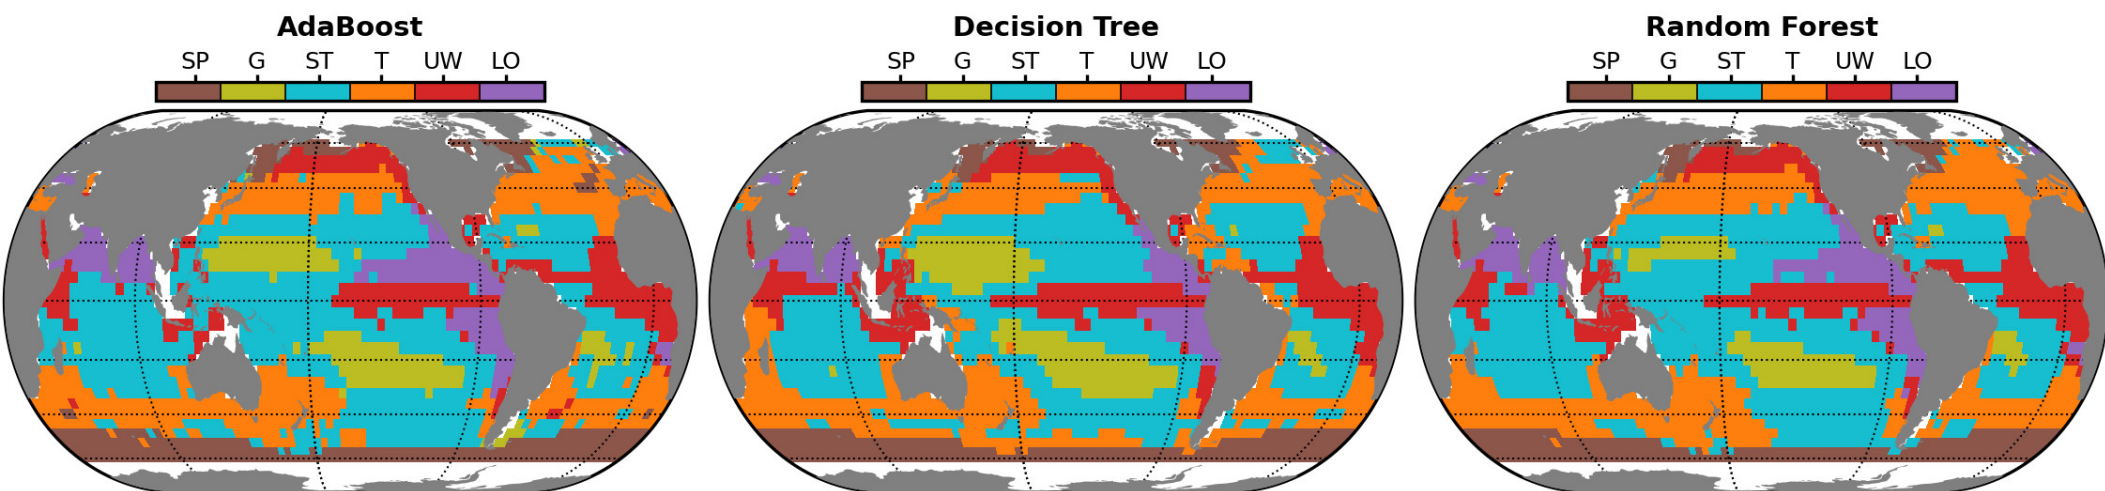 AdaBoost
SP G ST T UW LO
Decision Tree
SP G ST T UW LO
Random Forest
SP G ST T UW LO